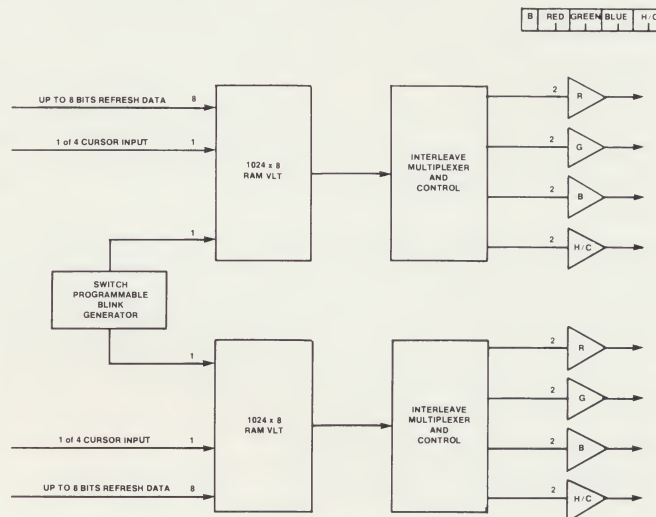 B RED GREEN BLUE H/C
UP TO 8 BITS REFRESH DATA 8
1 of 4 CURSOR INPUT 1
1
1024 x 8
RAM VLT
INTERLEAVE
MULTIPLEXER
AND
CONTROL
2 R
2 G
2 B
2 H/C
SWITCH
PROGRAMMABLE
BLINK
GENERATOR
1
1 of 4 CURSOR INPUT 1
UP TO 8 BITS REFRESH DATA 8
1024 x 8
RAM VLT
INTERLEAVE
MULTIPLEXER
AND
CONTROL
2 R
2 G
2 B
2 H/C